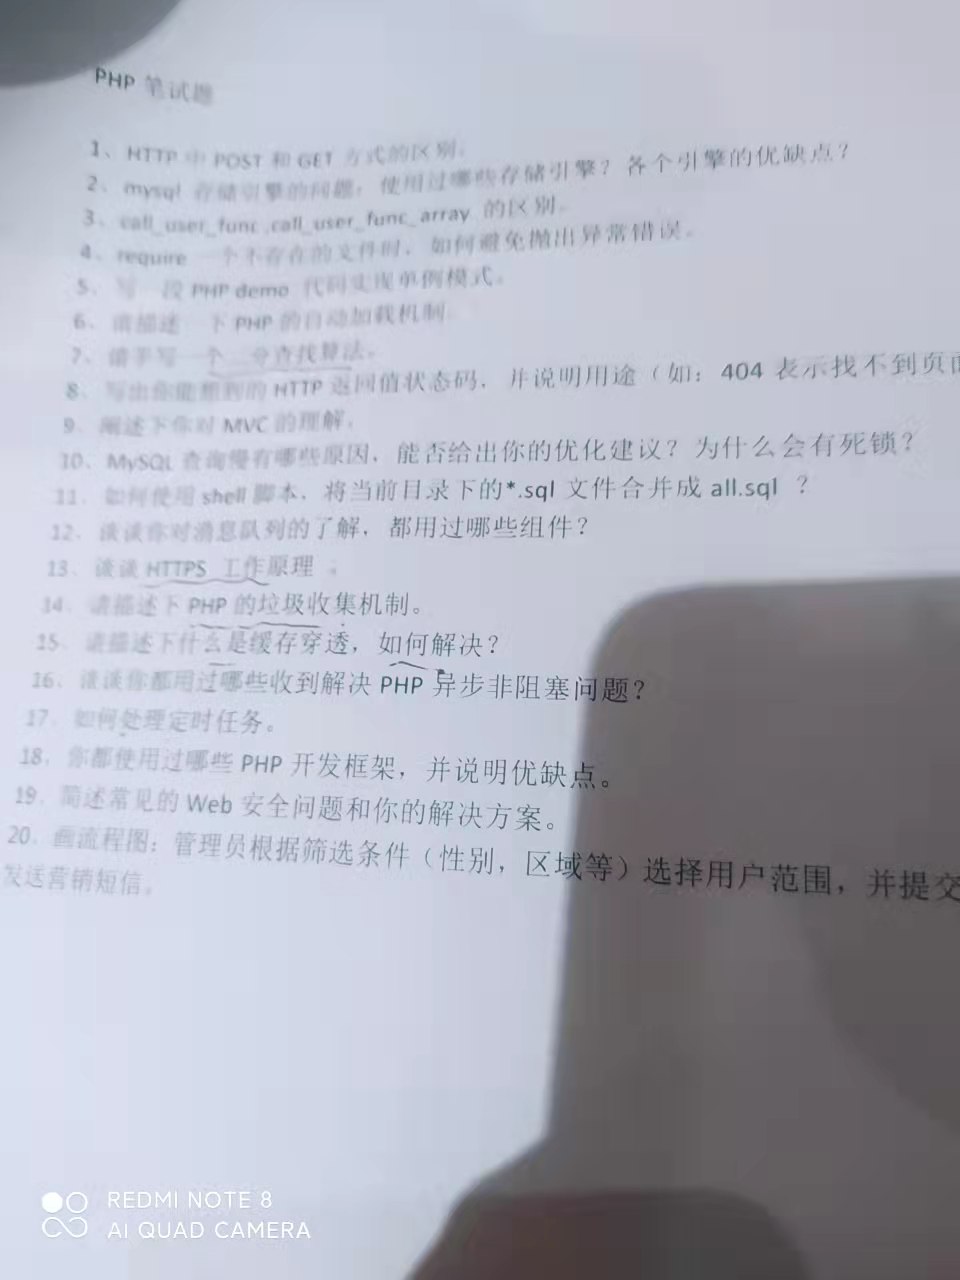 PHP 笔试题
1、HTTP 中 POST 和 GET 方式的区别。
2、mysql 存储引擎的问题，使用过哪些存储引擎？各个引擎的优缺点？
3、call_user_func,call_user_func_array 的区别。
4、require 一个不存在的文件时，如何避免抛出异常错误。
5、写一段 PHP demo 代码实现单例模式。
6、请描述一下 PHP 的自动加载机制
7、请手写一个二分查找算法。
8、写出你能想到的 HTTP 返回值状态码，并说明用途（如：404 表示找不到页面
9、阐述下你对 MVC 的理解。
10、MySQL 查询慢有哪些原因，能否给出你的优化建议？为什么会有死锁？
11、如何使用 shell 脚本，将当前目录下的*.sql 文件合并成 all.sql ？
12、谈谈你对消息队列的了解，都用过哪些组件？
13、谈谈 HTTPS 工作原理 。
14、请描述下 PHP 的垃圾收集机制。
15、请描述下什么是缓存穿透，如何解决？
16、谈谈你都用过哪些收到解决 PHP 异步非阻塞问题？
17、如何处理定时任务。
18、你都使用过哪些 PHP 开发框架，并说明优缺点。
19、简述常见的 Web 安全问题和你的解决方案。
20、画流程图：管理员根据筛选条件（性别，区域等）选择用户范围，并提交
发送营销短信。
REDMI NOTE 8
AI QUAD CAMERA